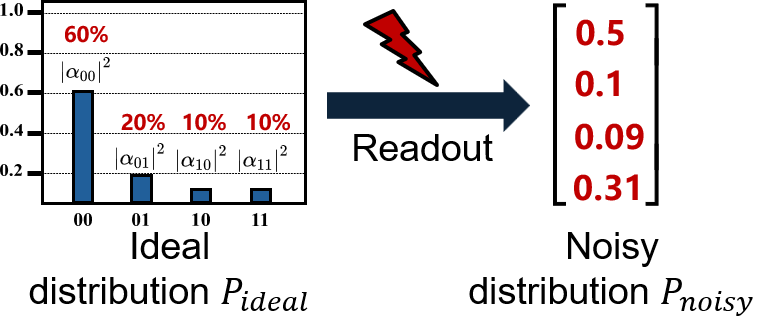 1.0
0.8
0.6
0.4
0.2
60%
|α₀₀|²
20% 10% 10%
|α₀₁|² |α₁₀|² |α₁₁|²
00 01 10 11
Ideal
distribution P_ideal
Readout
0.5
0.1
0.09
0.31
Noisy
distribution P_noisy